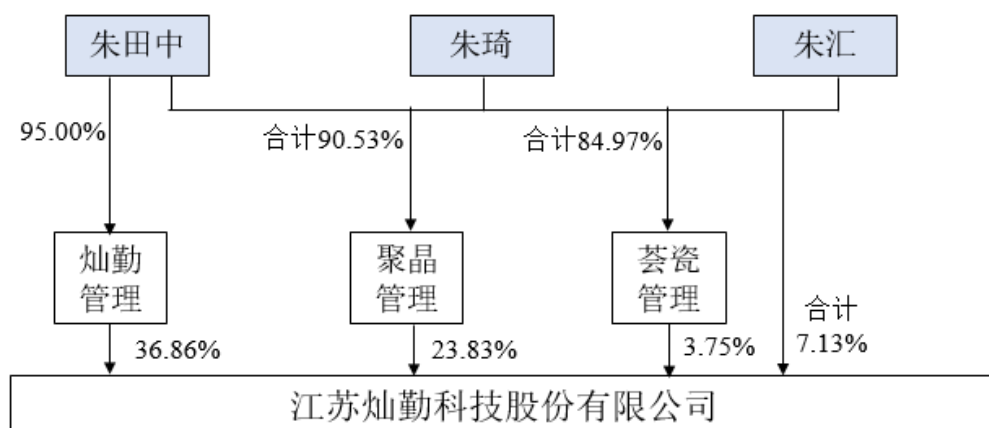 朱田中
朱琦
朱汇
95.00%
合计90.53%
合计84.97%
灿勤
管理
聚晶
管理
荟瓷
管理
36.86%
23.83%
3.75%
合计
7.13%
江苏灿勤科技股份有限公司